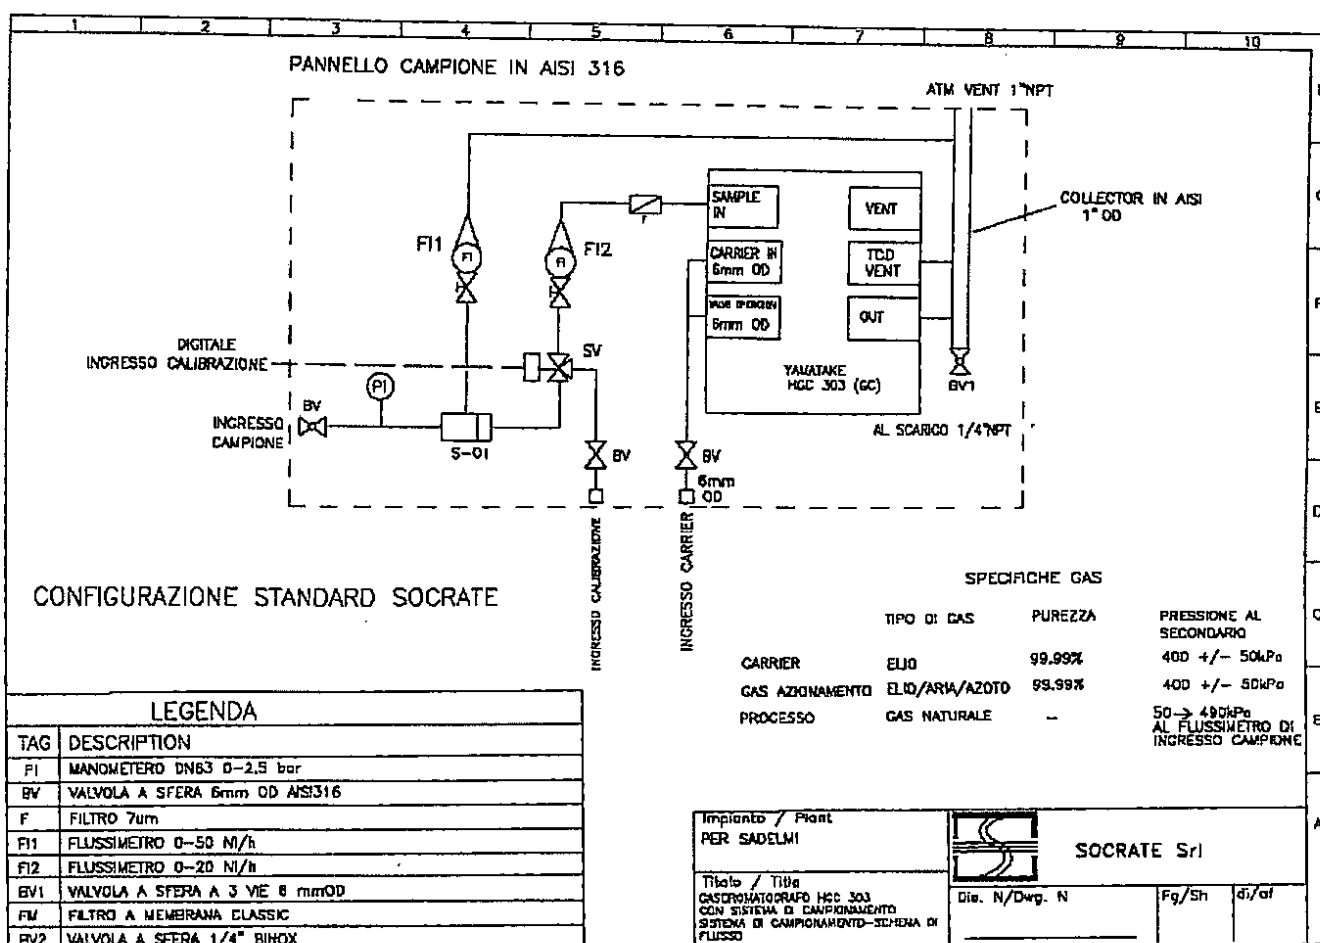 1 2 3 4 5 6 7 8 9 10
PANNELLO CAMPIONE IN AISI 316
ATM VENT 1"NPT
COLLECTOR IN AISI
1" OD
SAMPLE
IN
VENT
CARRIER IN
6mm OD
TCD
VENT
6mm OD
OUT
YAMATAKE
HGC 303 (GC)
FI1
FI
FI2
FI
F
DIGITALE
INGRESSO CALIBRAZIONE
SV
PI
BV
INGRESSO
CAMPIONE
S-01
BV
BV
6mm
OD
BV1
AL SCARICO 1/4"NPT
INGRESSO CALIBRAZIONE
INGRESSO CARRIER
CONFIGURAZIONE STANDARD SOCRATE
SPECIFICHE GAS
TIPO DI GAS PUREZZA PRESSIONE AL
SECONDARIO
CARRIER ELIO 99.99% 400 +/- 50kPa
GAS AZIONAMENTO ELIO/ARIA/AZOTO 99.99% 400 +/- 50kPa
PROCESSO GAS NATURALE - 50-> 490kPa
AL FLUSSIMETRO DI
INGRESSO CAMPIONE
LEGENDA
TAG DESCRIPTION
PI MANOMETERO DN63 0-2,5 bar
BV VALVOLA A SFERA 6mm OD AISI316
F FILTRO 7um
FI1 FLUSSIMETRO 0-50 Nl/h
FI2 FLUSSIMETRO 0-20 Nl/h
BV1 VALVOLA A SFERA A 3 VIE 6 mmOD
FM FILTRO A MEMBRANA CLASSIC
BV2 VALVOLA A SFERA 1/4"
Impianto / Plant
PER SADELMI
SOCRATE Srl
Titolo / Title
GASCROMATOGRAFO HGC 303
CON SISTEMA DI CAMPIONAMENTO
SISTEMA DI CAMPIONAMENTO-SCHEMA DI
FLUSSO
Dis. N/Dwg. N
Fg/Sh
di/of